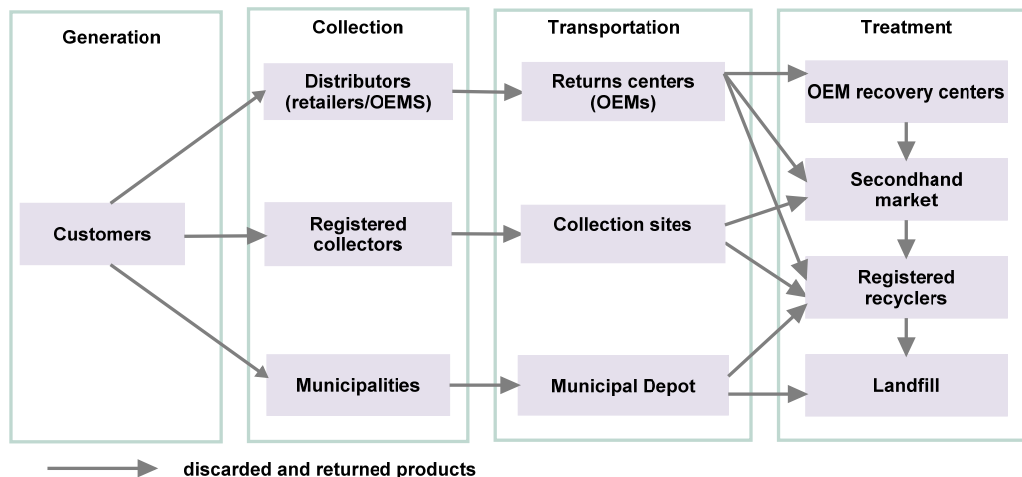 Generation
Collection
Transportation
Treatment
Customers
Distributors
(retailers/OEMS)
Registered
collectors
Municipalities
Returns centers
(OEMs)
Collection sites
Municipal Depot
OEM recovery centers
Secondhand
market
Registered
recyclers
Landfill
discarded and returned products